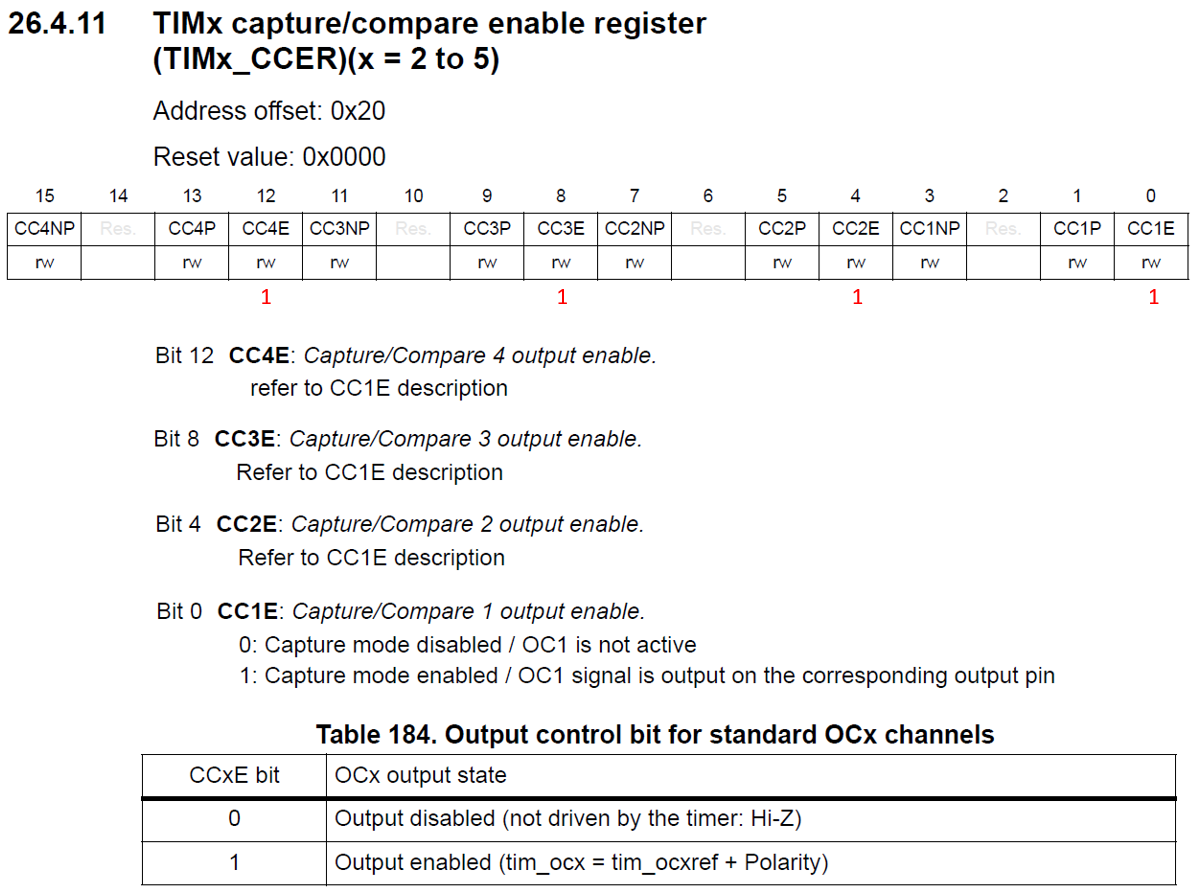 26.4.11 TIMx capture/compare enable register
(TIMx_CCER)(x = 2 to 5)
Address offset: 0x20
Reset value: 0x0000
15 14 13 12 11 10 9 8 7 6 5 4 3 2 1 0
CC4NP Res. CC4P CC4E CC3NP Res. CC3P CC3E CC2NP Res. CC2P CC2E CC1NP Res. CC1P CC1E
rw rw rw rw rw rw rw rw rw rw rw rw
1 1 1 1
Bit 12 CC4E: Capture/Compare 4 output enable.
refer to CC1E description
Bit 8 CC3E: Capture/Compare 3 output enable.
Refer to CC1E description
Bit 4 CC2E: Capture/Compare 2 output enable.
Refer to CC1E description
Bit 0 CC1E: Capture/Compare 1 output enable.
0: Capture mode disabled / OC1 is not active
1: Capture mode enabled / OC1 signal is output on the corresponding output pin
Table 184. Output control bit for standard OCx channels
CCxE bit OCx output state
0 Output disabled (not driven by the timer: Hi-Z)
1 Output enabled (tim_ocx = tim_ocxref + Polarity)